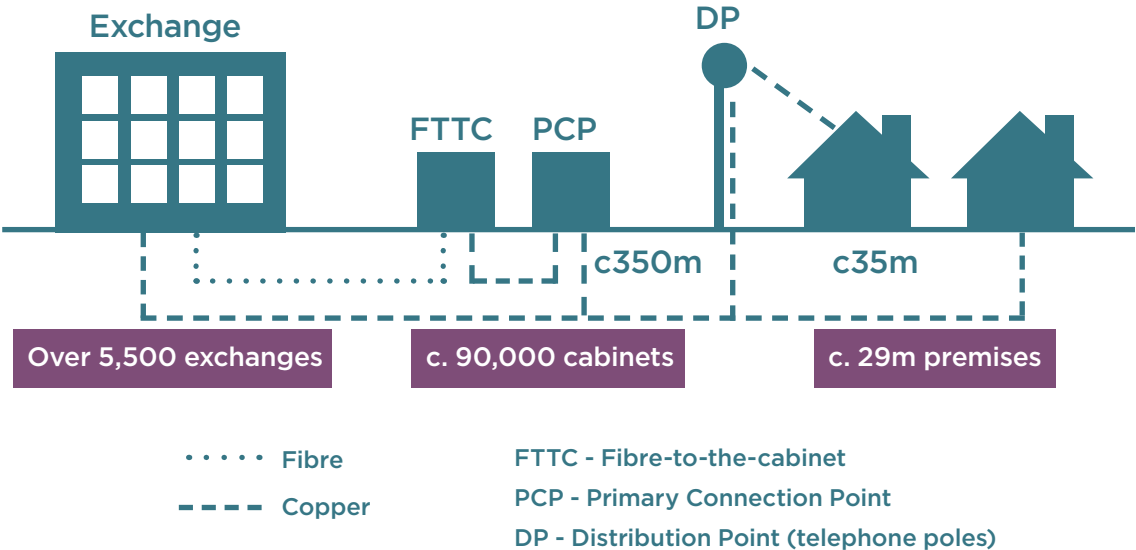 Exchange
DP
FTTC
PCP
c350m
c35m
Over 5,500 exchanges
c. 90,000 cabinets
c. 29m premises
Fibre
Copper
FTTC - Fibre-to-the-cabinet
PCP - Primary Connection Point
DP - Distribution Point (telephone poles)